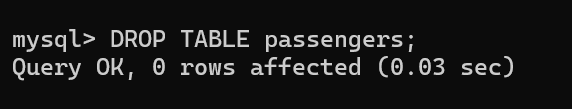 mysql> DROP TABLE passengers;
Query OK, 0 rows affected (0.03 sec)